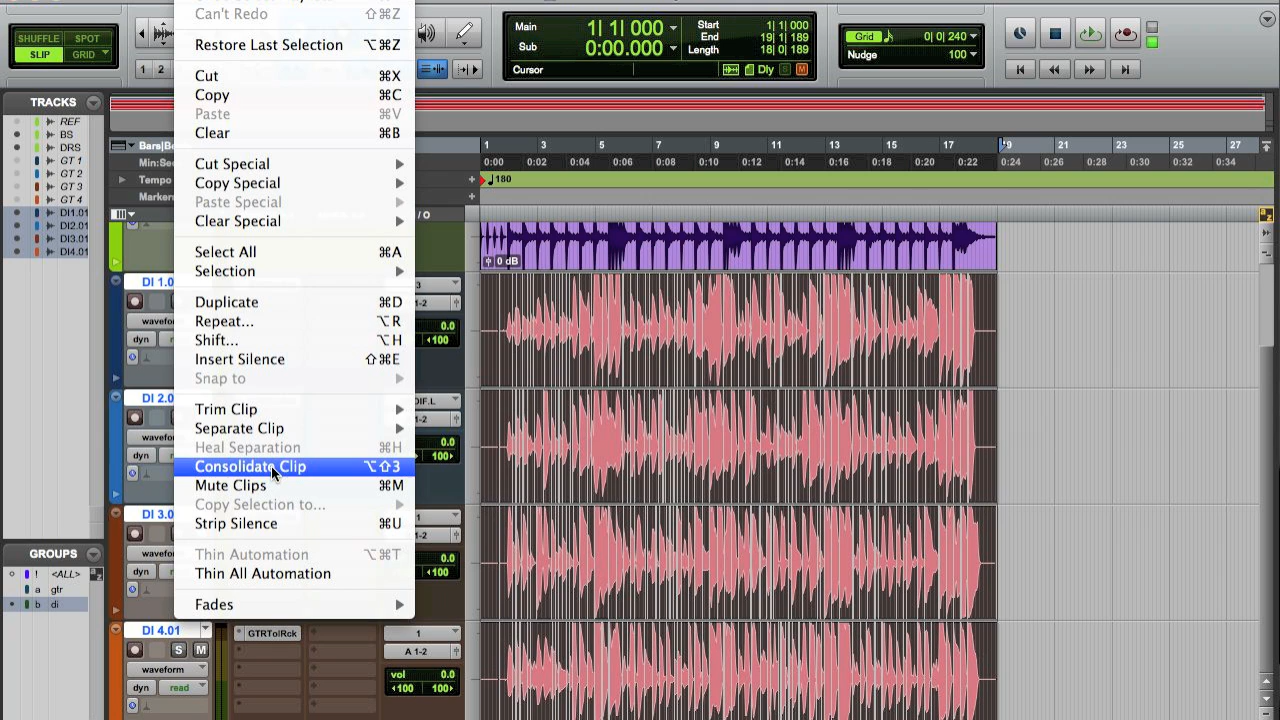 Can't Redo ⇧⌘Z
Restore Last Selection ⌥⌘Z
Cut ⌘X
Copy ⌘C
Paste ⌘V
Clear ⌘B
Cut Special
Copy Special
Paste Special
Clear Special
Select All ⌘A
Selection
Duplicate ⌘D
Repeat... ⌥R
Shift... ⌥H
Insert Silence ⇧⌘E
Snap to
Trim Clip
Separate Clip
Heal Separation ⌘H
Consolidate Clip ⌥⇧3
Mute Clips ⌘M
Copy Selection to...
Strip Silence ⌘U
Thin Automation ⌥⌘T
Thin All Automation
Fades
SHUFFLE SPOT
SLIP GRID
1 2
Main 1| 1| 000
Sub 0:00.000
Cursor
Start 1| 1| 000
End 19| 1| 189
Length 18| 0| 189
Dly S M
Grid 0| 0| 240
Nudge 100
TRACKS
REF
BS
DRS
GT 1
GT 2
GT 3
GT 4
DI1.01
DI2.01
DI3.01
DI4.01
GROUPS
! <ALL>
a gtr
b di
Bars|Be
Min:Sec
Tempo
Marker
/ O
1 3 5 7 9 11 13 15 17 19 21 23 25 27
0:00 0:02 0:04 0:06 0:08 0:10 0:12 0:14 0:16 0:18 0:20 0:22 0:24 0:26 0:28 0:30 0:32 0:34
180
0 dB
DI 1.0
wavefo
dyn
3
1-2
0.0
100
DI 2.0
wavefo
dyn
DIF.L
1-2
0.0
100
DI 3.0
wavefo
dyn
1
1-2
0.0
100
DI 4.01
S M
waveform
dyn read
GTRTolRck
1
A 1-2
vol 0.0
100 100